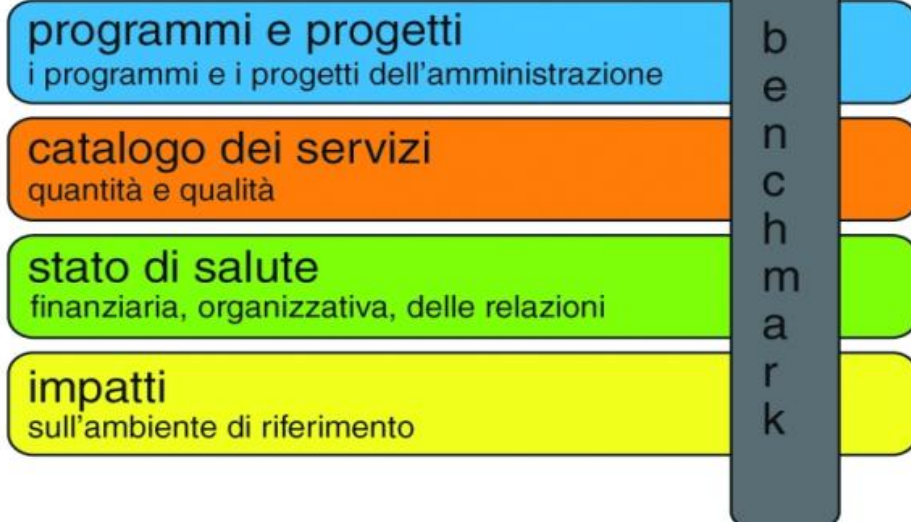 programmi e progetti
i programmi e i progetti dell'amministrazione
catalogo dei servizi
quantità e qualità
stato di salute
finanziaria, organizzativa, delle relazioni
impatti
sull'ambiente di riferimento
benchmark